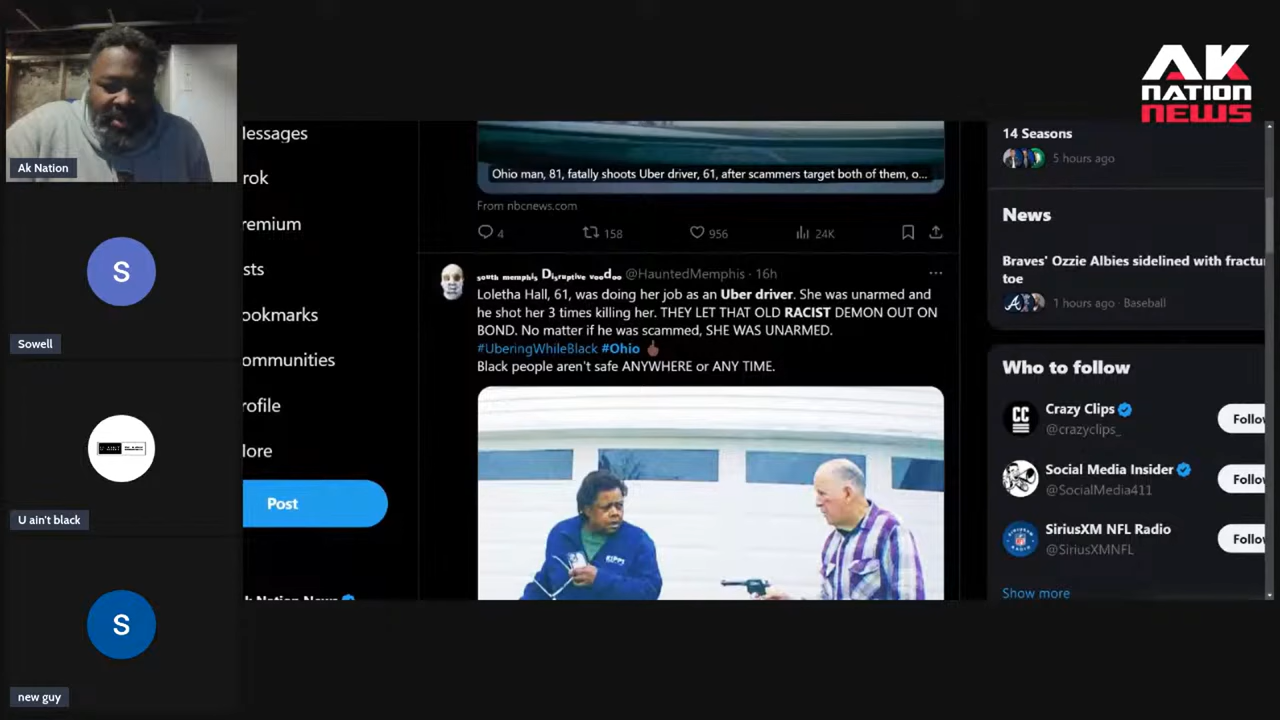 AK
NATION
NEWS
Ak Nation
S
Sowell
U ain't black
S
new guy
lessages
rok
remium
sts
ookmarks
ommunities
rofile
lore
Post
Ohio man, 81, fatally shoots Uber driver, 61, after scammers target both of them, o...
From nbcnews.com
4
158
956
24K
south memphis Disruptive voodoo @HauntedMemphis · 16h
Loletha Hall, 61, was doing her job as an Uber driver. She was unarmed and
he shot her 3 times killing her. THEY LET THAT OLD RACIST DEMON OUT ON
BOND. No matter if he was scammed, SHE WAS UNARMED.
#UberingWhileBlack #Ohio
Black people aren't safe ANYWHERE or ANY TIME.
14 Seasons
5 hours ago
News
Braves' Ozzie Albies sidelined with fractu
toe
1 hours ago · Baseball
Who to follow
CC
Crazy Clips
@crazyclips_
Follo
Social Media Insider
@SocialMedia411
Follo
SiriusXM NFL Radio
@SiriusXMNFL
Follo
Show more